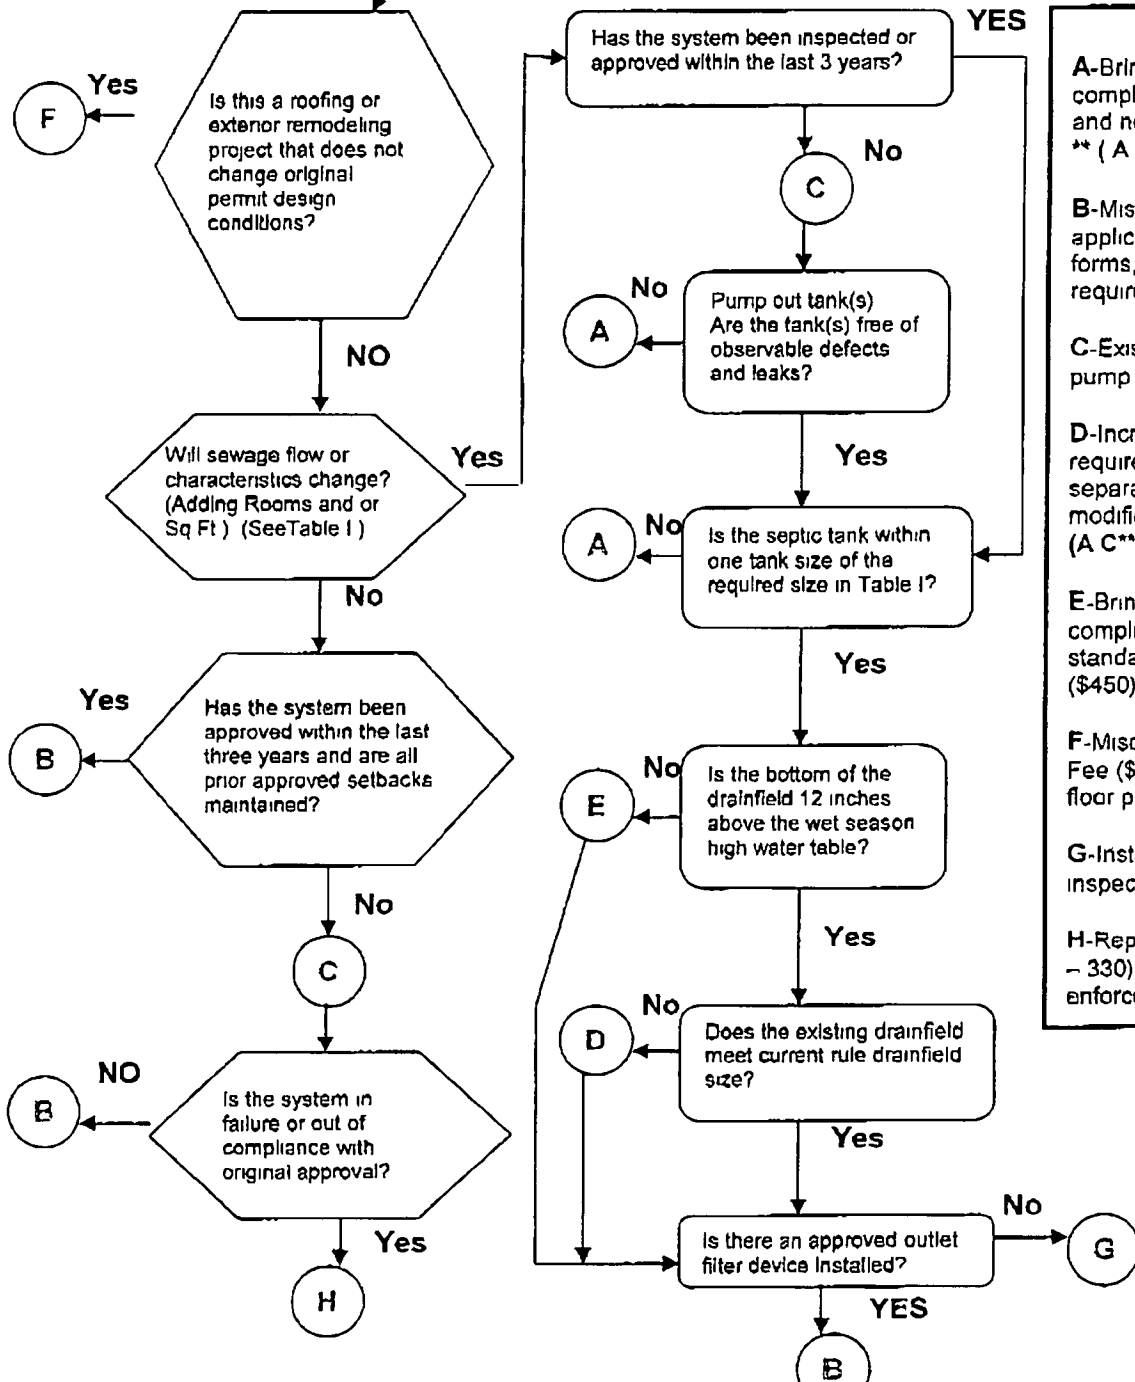 Yes
F
Is this a roofing or
exterior remodeling
project that does not
change original
permit design
conditions?
NO
Will sewage flow or
characteristics change?
(Adding Rooms and or
Sq Ft ) (SeeTable I )
Yes
No
Has the system been
approved within the last
three years and are all
prior approved setbacks
maintained?
Yes
B
No
C
Is the system in
failure or out of
compliance with
original approval?
NO
B
Yes
H
Has the system been inspected or
approved within the last 3 years?
YES
No
C
Pump out tank(s)
Are the tank(s) free of
observable defects
and leaks?
No
A
Yes
Is the septic tank within
one tank size of the
required size in Table I?
No
A
Yes
Is the bottom of the
drainfield 12 inches
above the wet season
high water table?
No
E
Yes
Does the existing drainfield
meet current rule drainfield
size?
No
D
Yes
Is there an approved outlet
filter device installed?
No
G
YES
B
A-Brin
compl
and n
** ( A
B-Mis
applic
forms,
require
C-Exis
pump
D-Incr
require
separa
modifie
(A C**
E-Brin
compli
standa
($450)
F-Misc
Fee ($
floor p
G-Inst
inspec
H-Rep
– 330)
enforce